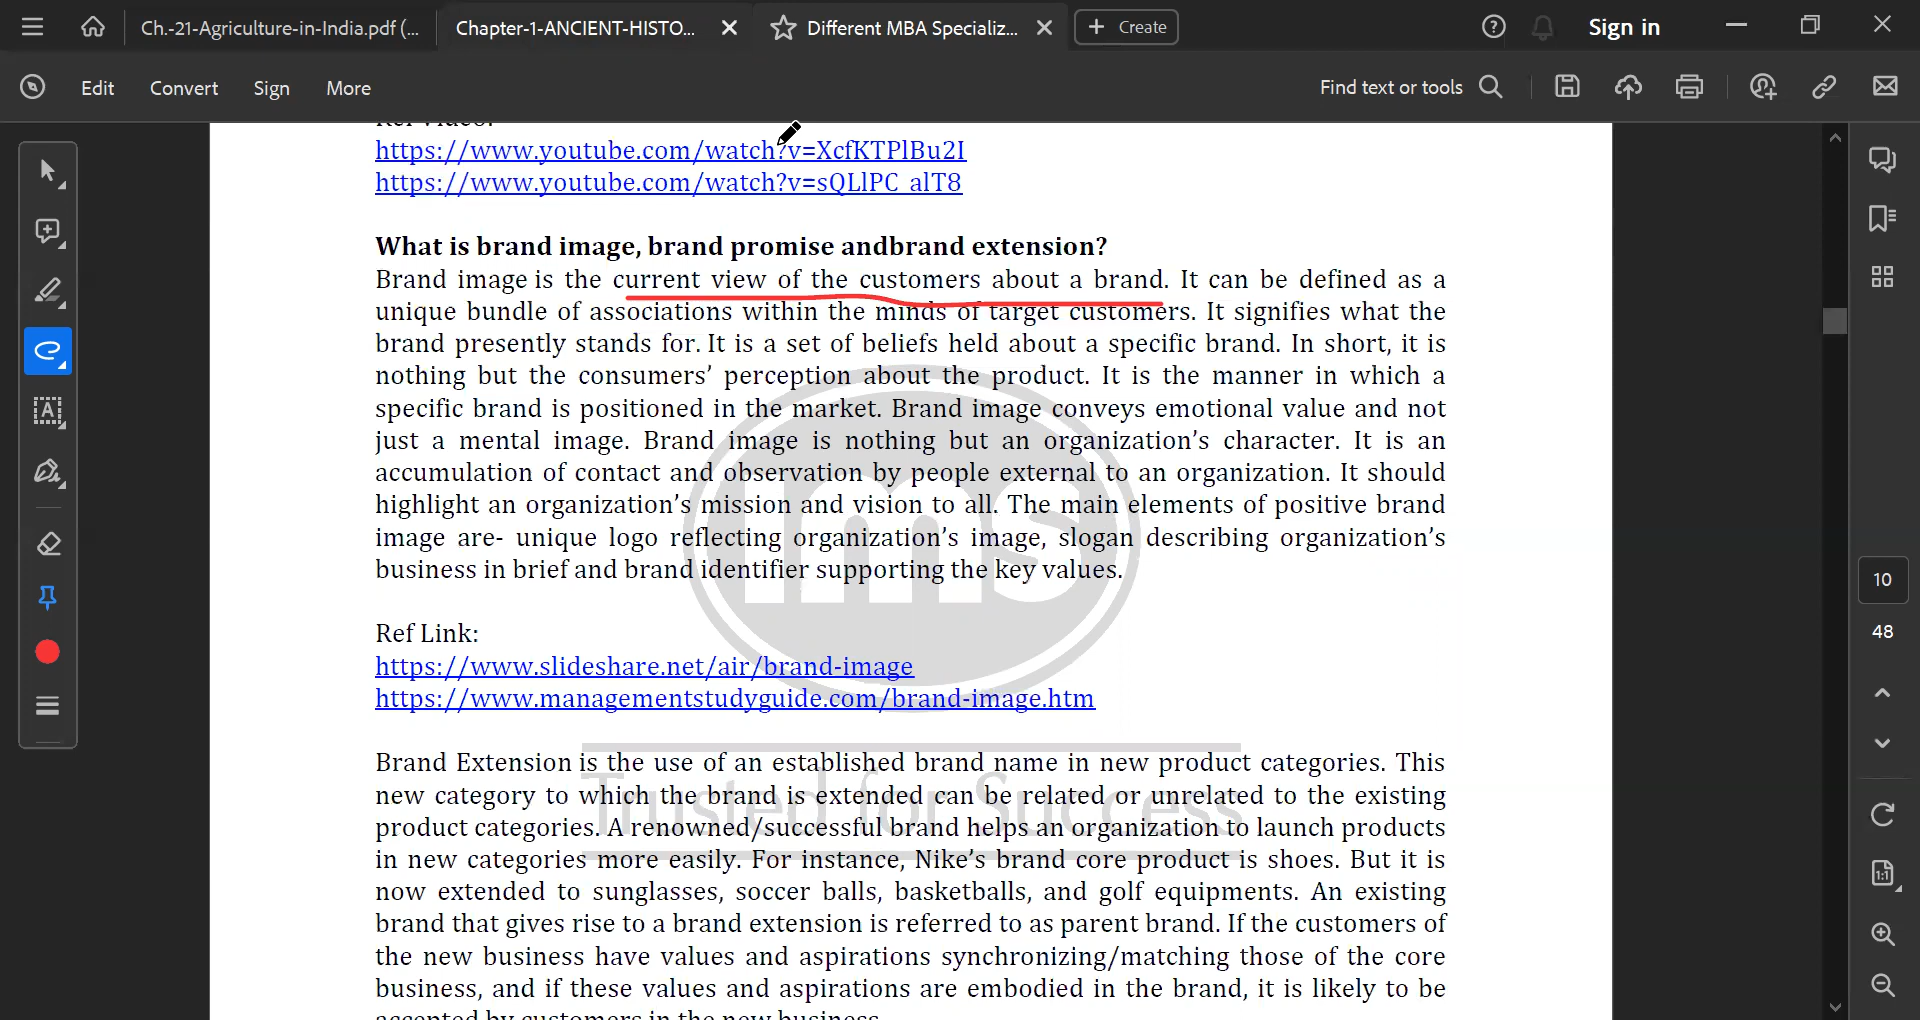 Ch.-21-Agriculture-in-India.pdf (...
Chapter-1-ANCIENT-HISTO...
Different MBA Specializ...
Create
Sign in
Edit
Convert
Sign
More
Find text or tools
Ref Video:
https://www.youtube.com/watch?v=XcfKTPlBu2I
https://www.youtube.com/watch?v=sQLlPC_alT8
What is brand image, brand promise andbrand extension?
Brand image is the current view of the customers about a brand. It can be defined as a
unique bundle of associations within the minds of target customers. It signifies what the
brand presently stands for. It is a set of beliefs held about a specific brand. In short, it is
nothing but the consumers’ perception about the product. It is the manner in which a
specific brand is positioned in the market. Brand image conveys emotional value and not
just a mental image. Brand image is nothing but an organization’s character. It is an
accumulation of contact and observation by people external to an organization. It should
highlight an organization’s mission and vision to all. The main elements of positive brand
image are- unique logo reflecting organization’s image, slogan describing organization’s
business in brief and brand identifier supporting the key values.
Ref Link:
https://www.slideshare.net/air/brand-image
https://www.managementstudyguide.com/brand-image.htm
Brand Extension is the use of an established brand name in new product categories. This
new category to which the brand is extended can be related or unrelated to the existing
product categories. A renowned/successful brand helps an organization to launch products
in new categories more easily. For instance, Nike’s brand core product is shoes. But it is
now extended to sunglasses, soccer balls, basketballs, and golf equipments. An existing
brand that gives rise to a brand extension is referred to as parent brand. If the customers of
the new business have values and aspirations synchronizing/matching those of the core
business, and if these values and aspirations are embodied in the brand, it is likely to be
accepted by customers in the new business.
ims
Trusted for Success
10
48
1:1